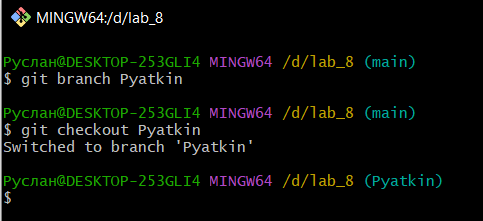 MINGW64:/d/lab_8
Руслан@DESKTOP-253GLI4 MINGW64 /d/lab_8 (main)
$ git branch Pyatkin
Руслан@DESKTOP-253GLI4 MINGW64 /d/lab_8 (main)
$ git checkout Pyatkin
Switched to branch 'Pyatkin'
Руслан@DESKTOP-253GLI4 MINGW64 /d/lab_8 (Pyatkin)
$